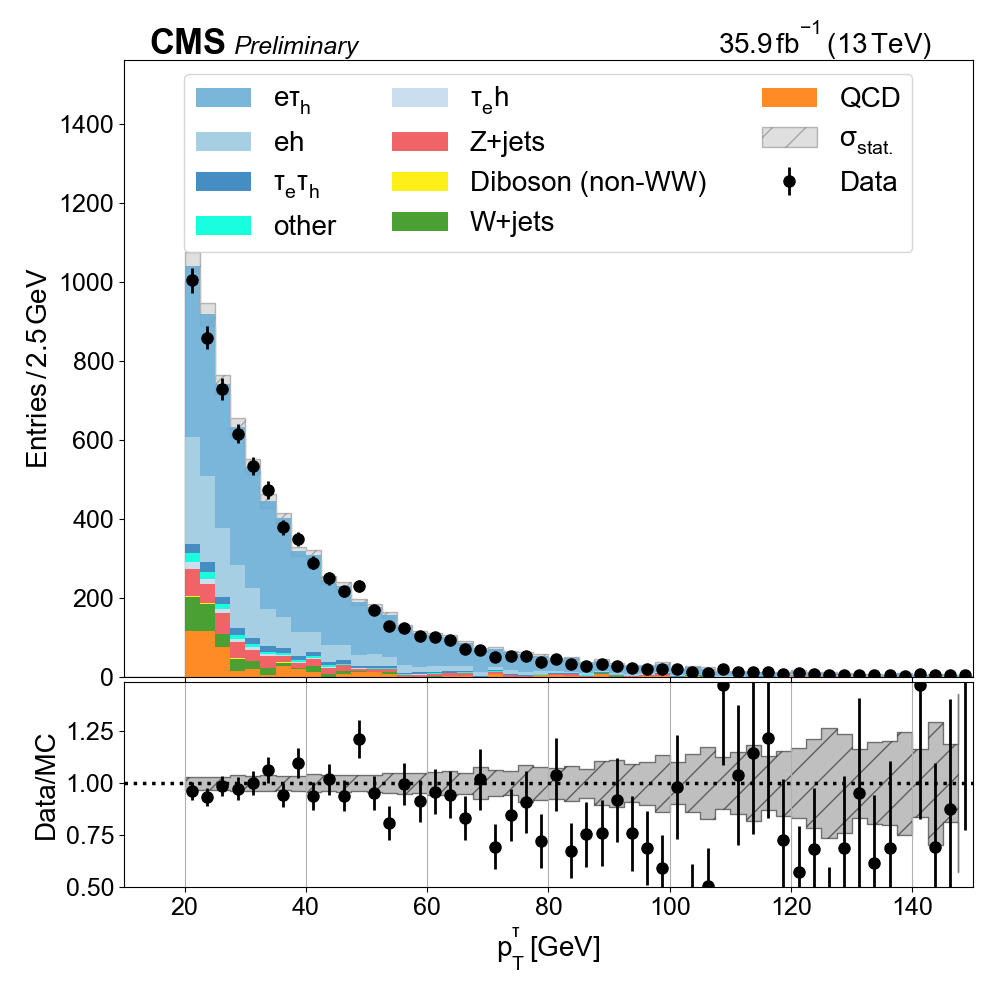 CMS Preliminary 35.9 fb⁻¹ (13 TeV)
eτh
eh
τeτh
other
τeh
Z+jets
Diboson (non-WW)
W+jets
QCD
σstat.
Data
Entries / 2.5 GeV
1400
1200
1000
800
600
400
200
0
Data/MC
1.25
1.00
0.75
0.50
20 40 60 80 100 120 140
pTτ [GeV]